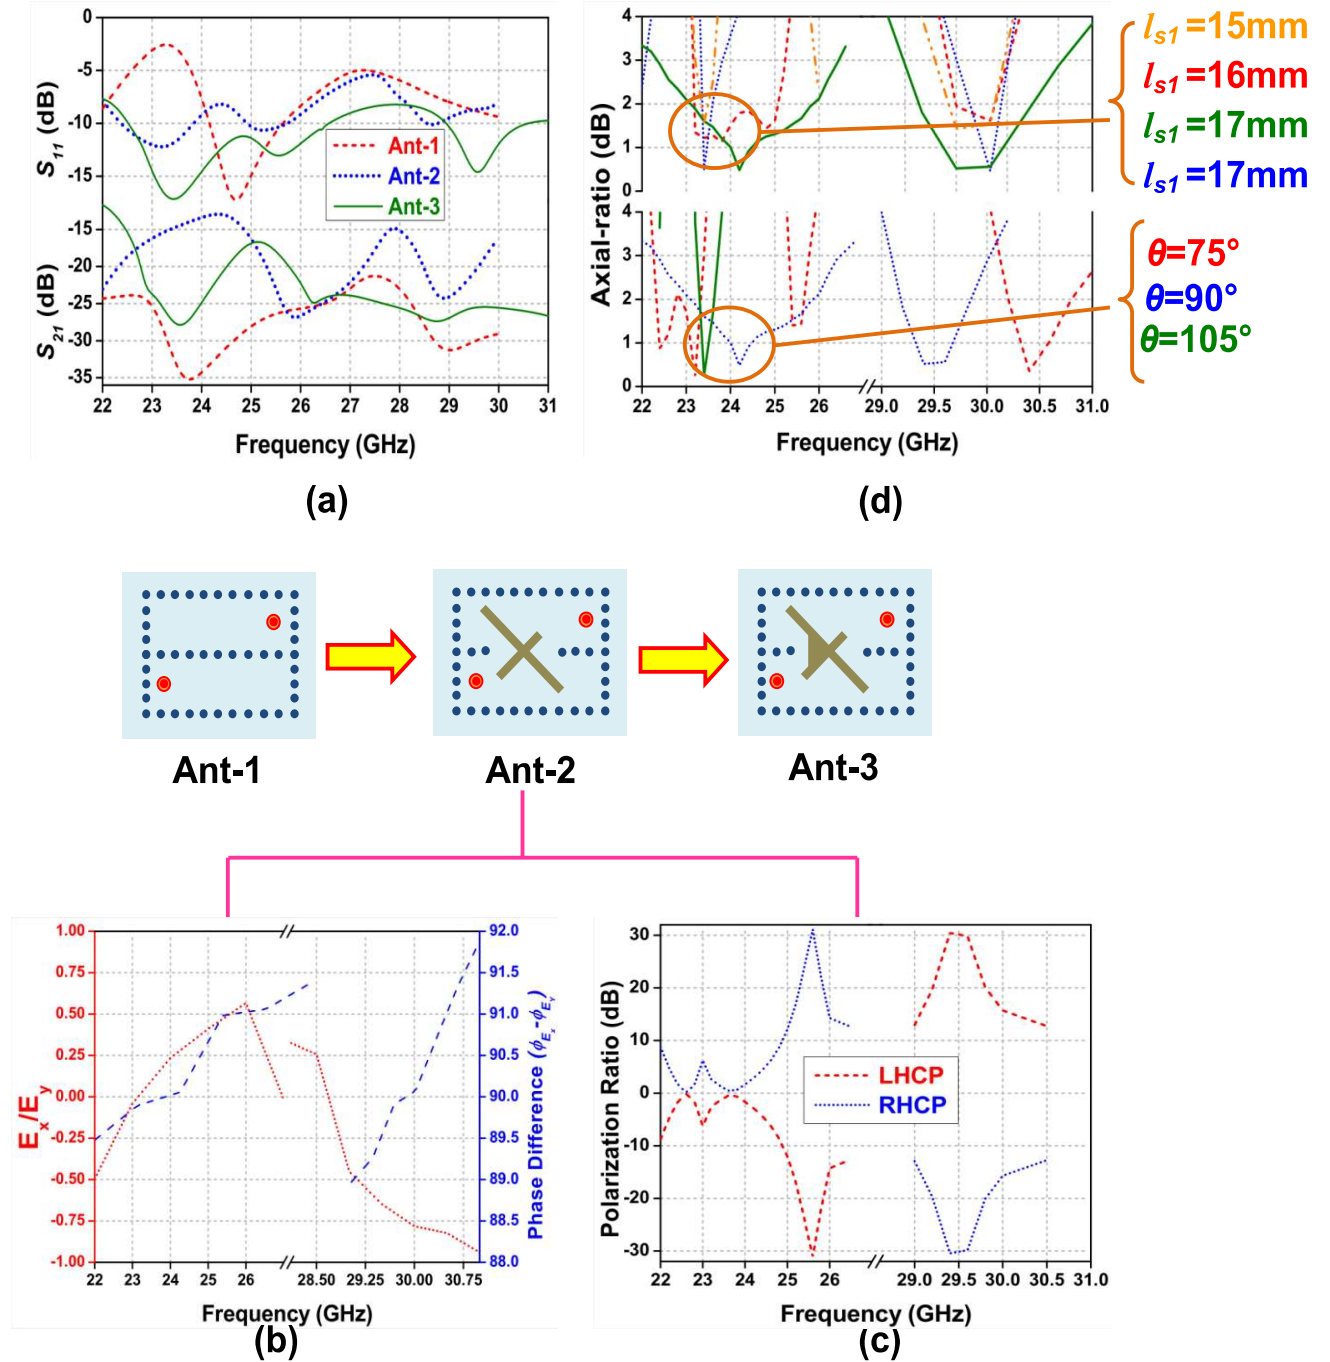 0
-5
-10
-15
-15
-20
-25
-30
-35
S11 (dB)
S21 (dB)
Ant-1
Ant-2
Ant-3
22 23 24 25 26 27 28 29 30 31
Frequency (GHz)
(a)
4
3
2
1
0
4
3
2
1
0
Axial-ratio (dB)
22 23 24 25 26 29.0 29.5 30.0 30.5 31.0
Frequency (GHz)
(d)
ls1 =15mm
ls1 =16mm
ls1 =17mm
ls1 =17mm
θ=75°
θ=90°
θ=105°
Ant-1
Ant-2
Ant-3
1.00
0.75
0.50
0.25
0.00
-0.25
-0.50
-0.75
-1.00
Ex/Ey
92.0
91.5
91.0
90.5
90.0
89.5
89.0
88.5
88.0
Phase Difference (ϕEx-ϕEy)
22 23 24 25 26 28.50 29.25 30.00 30.75
Frequency (GHz)
(b)
30
20
10
0
-10
-20
-30
Polarization Ratio (dB)
LHCP
RHCP
22 23 24 25 26 29.0 29.5 30.0 30.5 31.0
Frequency (GHz)
(c)